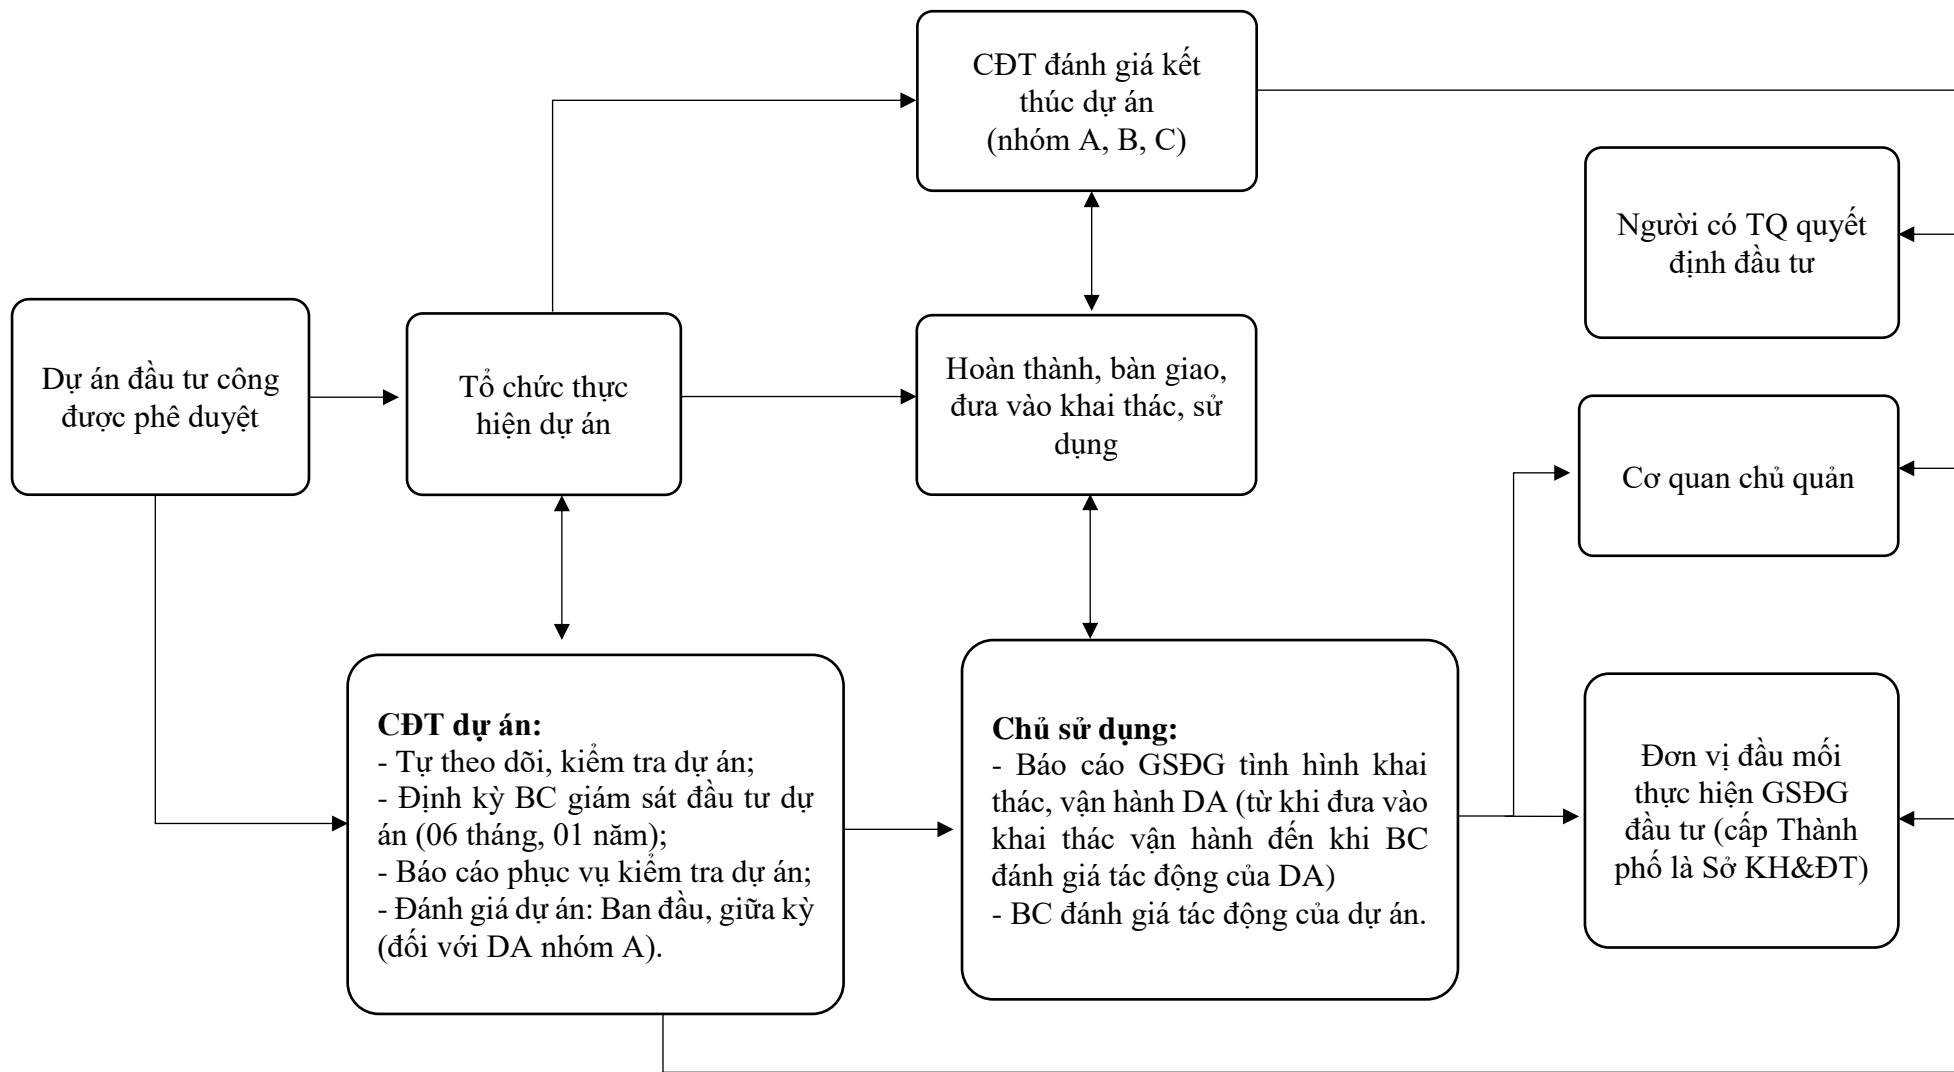 CĐT đánh giá kết
thúc dự án
(nhóm A, B, C)
Người có TQ quyết
định đầu tư
Dự án đầu tư công
được phê duyệt
Tổ chức thực
hiện dự án
Hoàn thành, bàn giao,
đưa vào khai thác, sử
dụng
Cơ quan chủ quản
CĐT dự án:
- Tự theo dõi, kiểm tra dự án;
- Định kỳ BC giám sát đầu tư dự
án (06 tháng, 01 năm);
- Báo cáo phục vụ kiểm tra dự án;
- Đánh giá dự án: Ban đầu, giữa kỳ
(đối với DA nhóm A).
Chủ sử dụng:
- Báo cáo GSĐG tình hình khai
thác, vận hành DA (từ khi đưa vào
khai thác vận hành đến khi BC
đánh giá tác động của DA)
- BC đánh giá tác động của dự án.
Đơn vị đầu mối
thực hiện GSĐG
đầu tư (cấp Thành
phố là Sở KH&ĐT)